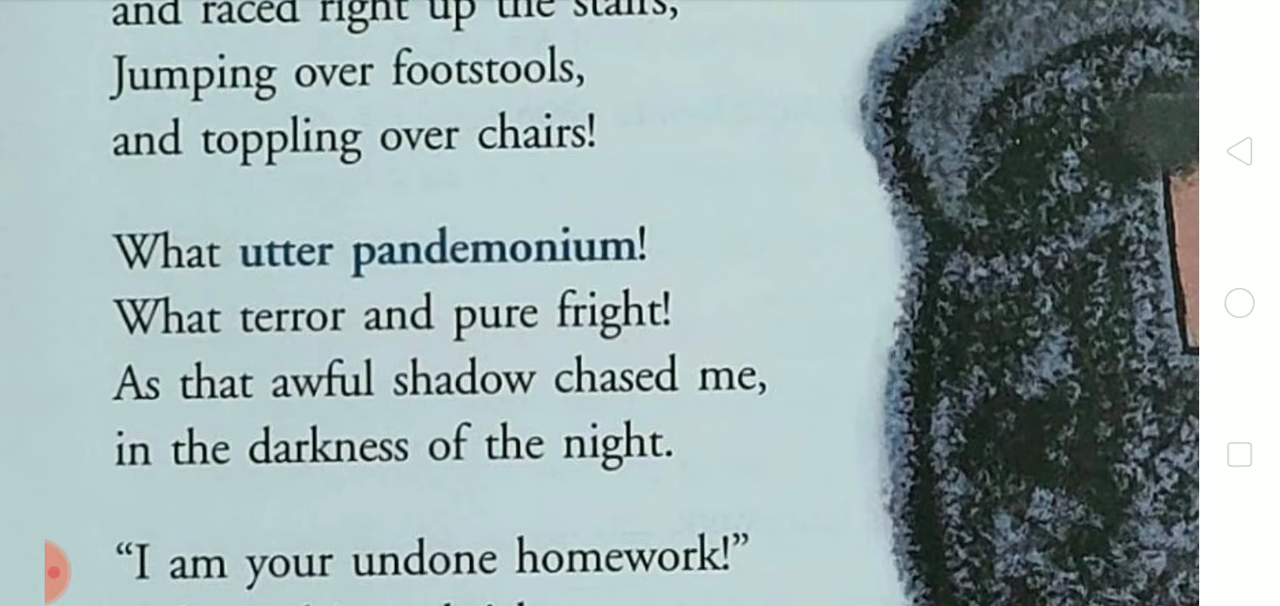 and raced right up the stairs,
Jumping over footstools,
and toppling over chairs!
What utter pandemonium!
What terror and pure fright!
As that awful shadow chased me,
in the darkness of the night.
“I am your undone homework!”